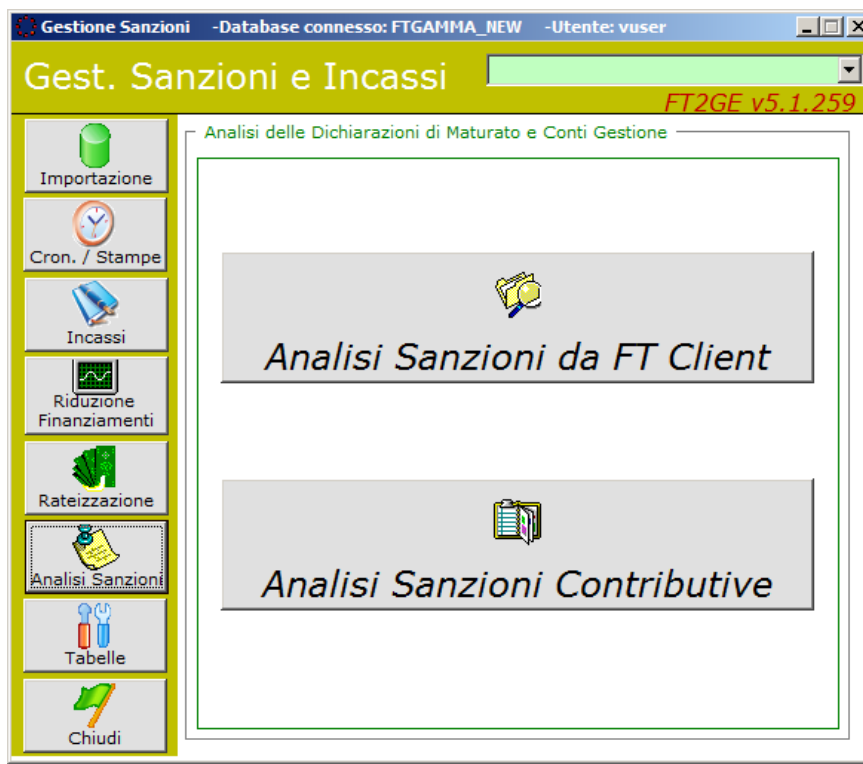 Gestione Sanzioni -Database connesso: FTGAMMA_NEW -Utente: vuser
Gest. Sanzioni e Incassi
FT2GE v5.1.259
Importazione
Cron. / Stampe
Incassi
Riduzione
Finanziamenti
Rateizzazione
Analisi Sanzioni
Tabelle
Chiudi
Analisi delle Dichiarazioni di Maturato e Conti Gestione
Analisi Sanzioni da FT Client
Analisi Sanzioni Contributive